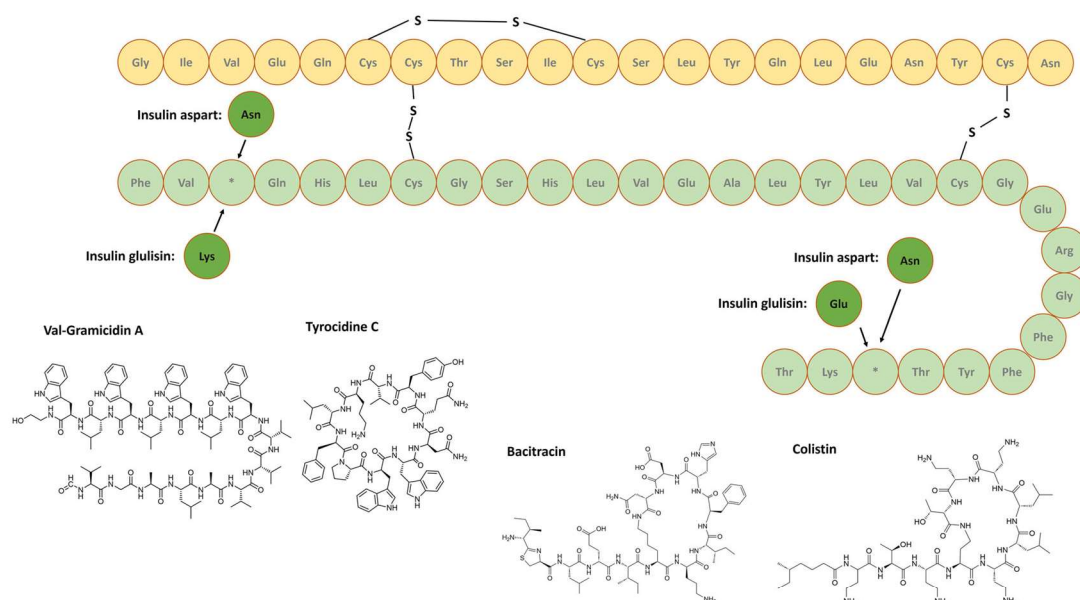 S S
Gly Ile Val Glu Gln Cys Cys Thr Ser Ile Cys Ser Leu Tyr Gln Leu Glu Asn Tyr Cys Asn
Insulin aspart: Asn
S S
S S
Phe Val * Gln His Leu Cys Gly Ser His Leu Val Glu Ala Leu Tyr Leu Val Cys Gly
Glu
Arg
Gly
Phe
Insulin glulisin: Lys
Insulin aspart: Asn
Insulin glulisin: Glu
Thr Lys * Thr Tyr Phe
Val-Gramicidin A
Tyrocidine C
Bacitracin
Colistin